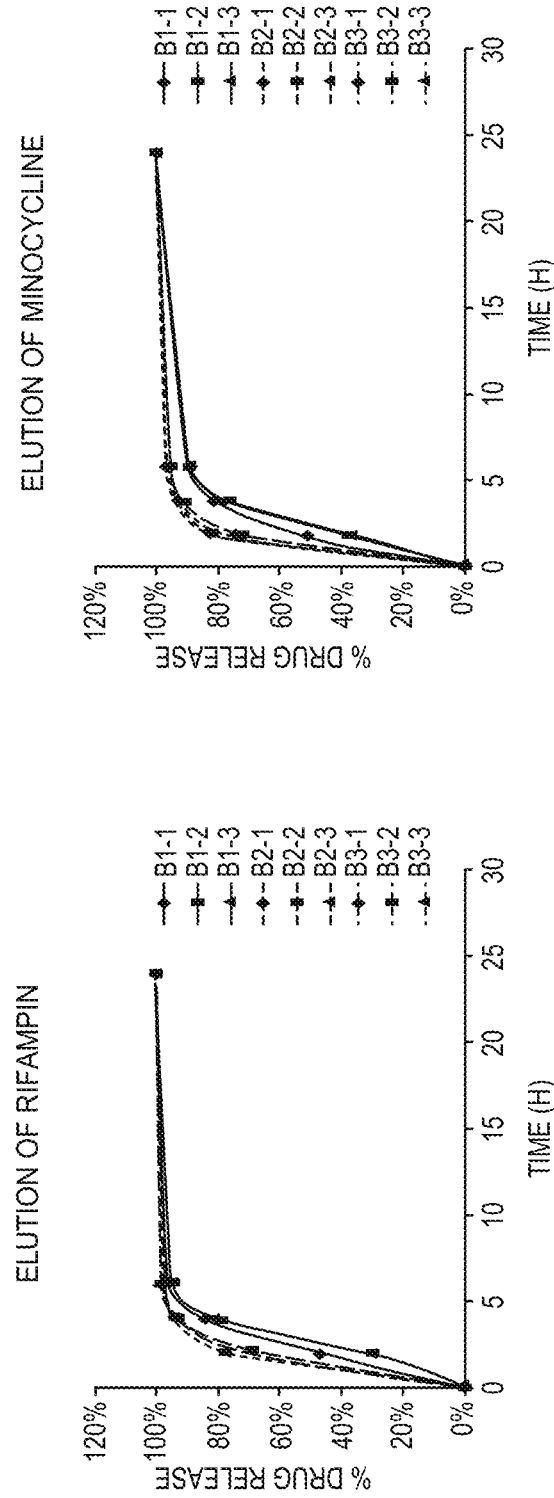 ELUTION OF RIFAMPIN
120%
100%
80%
60%
40%
20%
0%
% DRUG RELEASE
0
5
10
15
20
25
30
TIME (H)
B1-1
B1-2
B1-3
B2-1
B2-2
B2-3
B3-1
B3-2
B3-3
ELUTION OF MINOCYCLINE
120%
100%
80%
60%
40%
20%
0%
% DRUG RELEASE
0
5
10
15
20
25
30
TIME (H)
B1-1
B1-2
B1-3
B2-1
B2-2
B2-3
B3-1
B3-2
B3-3